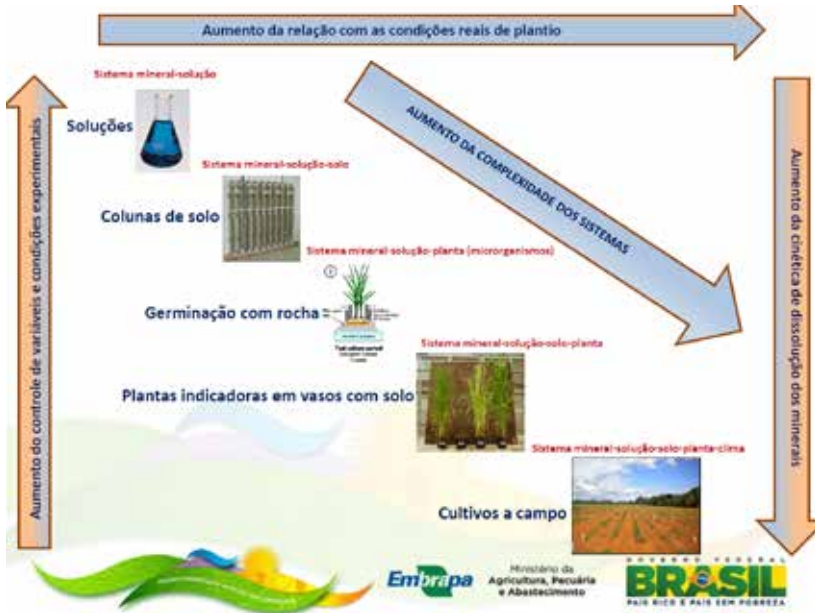 Aumento da relação com as condições reais de plantio
Sistema mineral-solução
Soluções
Sistema mineral-solução-solo
Colunas de solo
Sistema mineral-solução-planta (microrganismos)
Germinação com rocha
Sistema mineral-solução-solo-planta
Plantas indicadoras em vasos com solo
Sistema mineral-solução-solo-planta-clima
Cultivos a campo
AUMENTO DA COMPLEXIDADE DOS SISTEMAS
Aumento do controle de variáveis e condições experimentais
Aumento da cinética de dissolução dos minerais
Embrapa
Ministério da
Agricultura, Pecuária
e Abastecimento
GOVERNO FEDERAL
BRASIL
PAÍS RICO É PAÍS SEM POBREZA